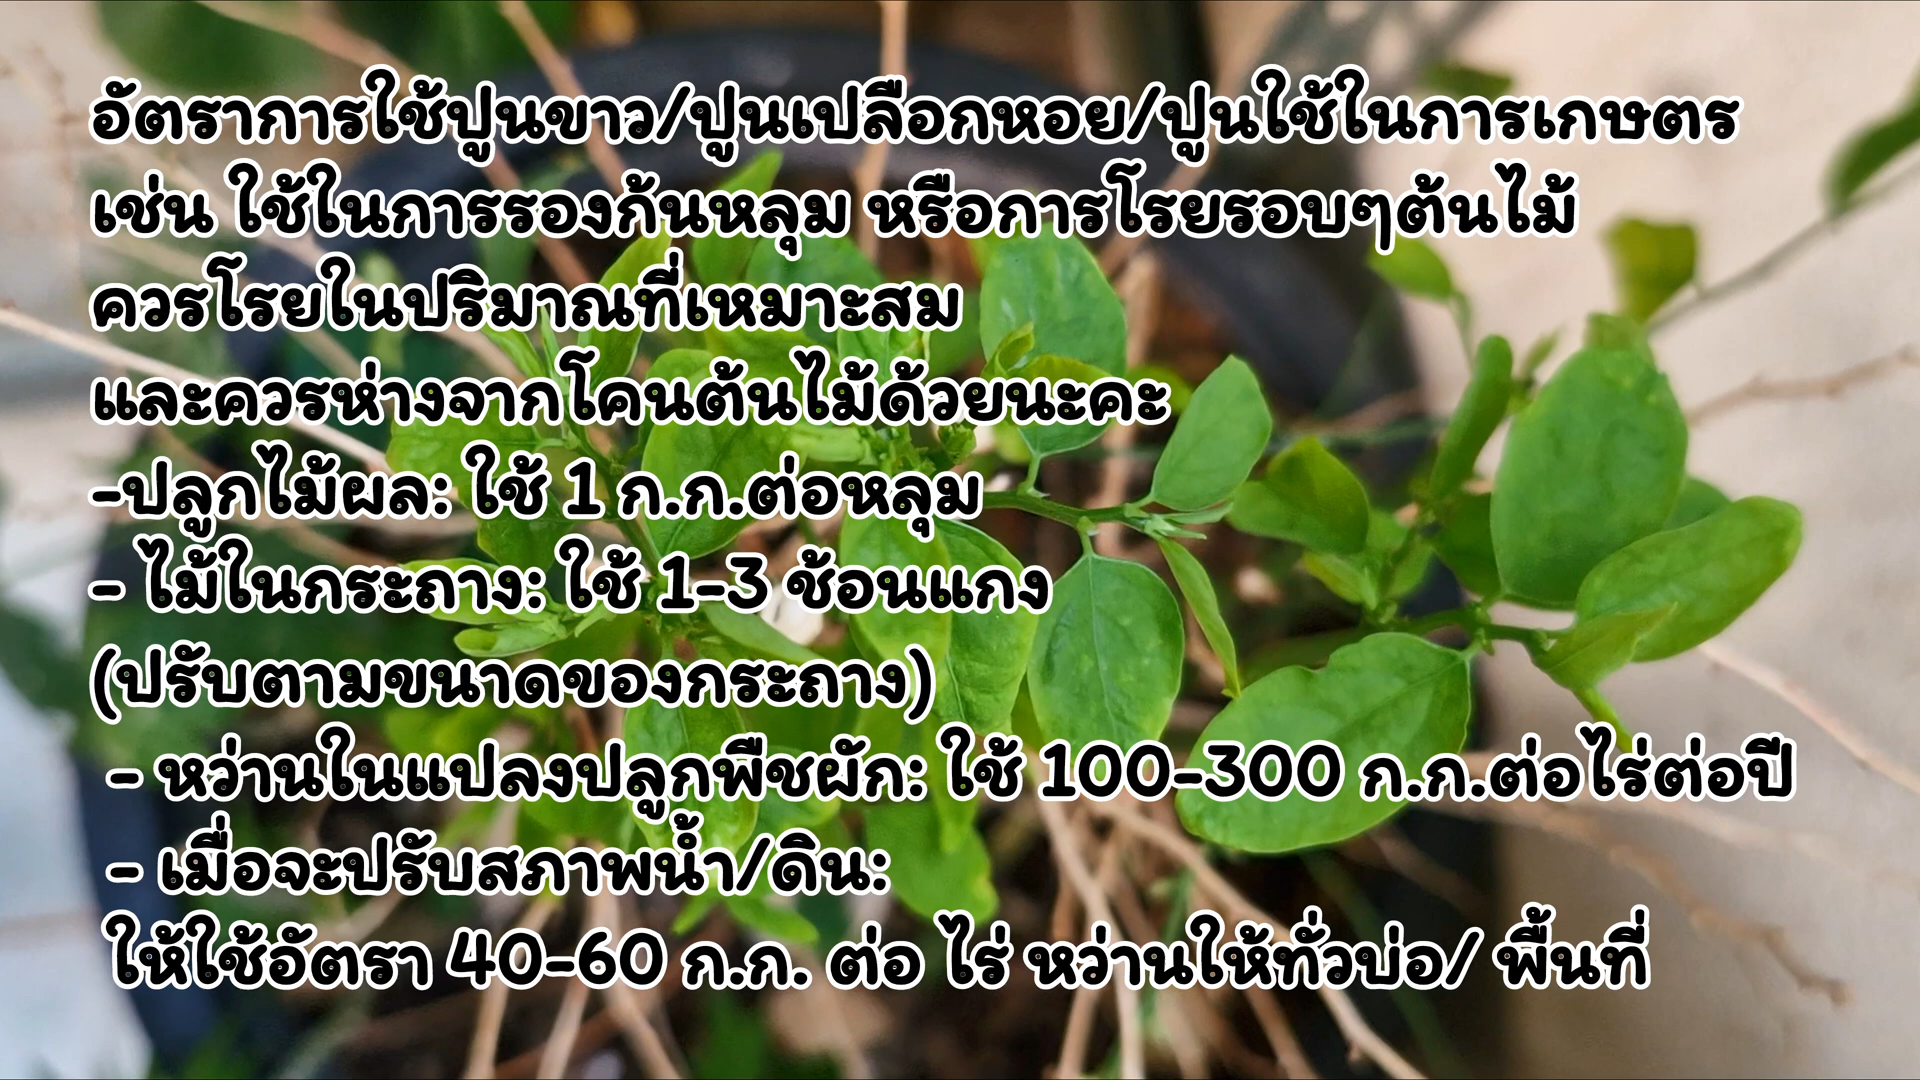 อัตราการใช้ปูนขาว/ปูนเปลือกหอย/ปูนใช้ในการเกษตร
เช่น ใช้ในการรองก้นหลุม หรือการโรยรอบๆต้นไม้
ควรโรยในปริมาณที่เหมาะสม
และควรห่างจากโคนต้นไม้ด้วยนะคะ
-ปลูกไม้ผล: ใช้ 1 ก.ก.ต่อหลุม
- ไม้ในกระถาง: ใช้ 1-3 ช้อนแกง
(ปรับตามขนาดของกระถาง)
- หว่านในแปลงปลูกพืชผัก: ใช้ 100-300 ก.ก.ต่อไร่ต่อปี
- เมื่อจะปรับสภาพน้ำ/ดิน:
ให้ใช้อัตรา 40-60 ก.ก. ต่อ ไร่ หว่านให้ทั่วบ่อ/ พื้นที่